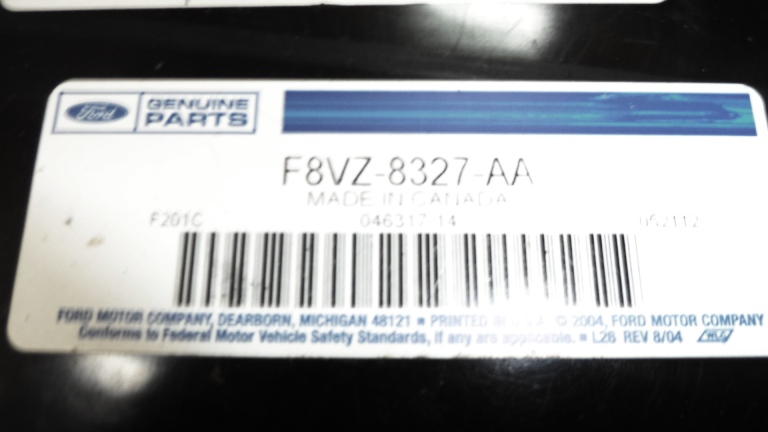 Ford GENUINE PARTS
F8VZ-8327-AA
MADE IN CANADA
F201C 046317 14 052112
FORD MOTOR COMPANY, DEARBORN, MICHIGAN 48121 ■ PRINTED IN U.S.A. © 2004, FORD MOTOR COMPANY
Conforms to Federal Motor Vehicle Safety Standards, if any are applicable. ■ L26 REV 8/04